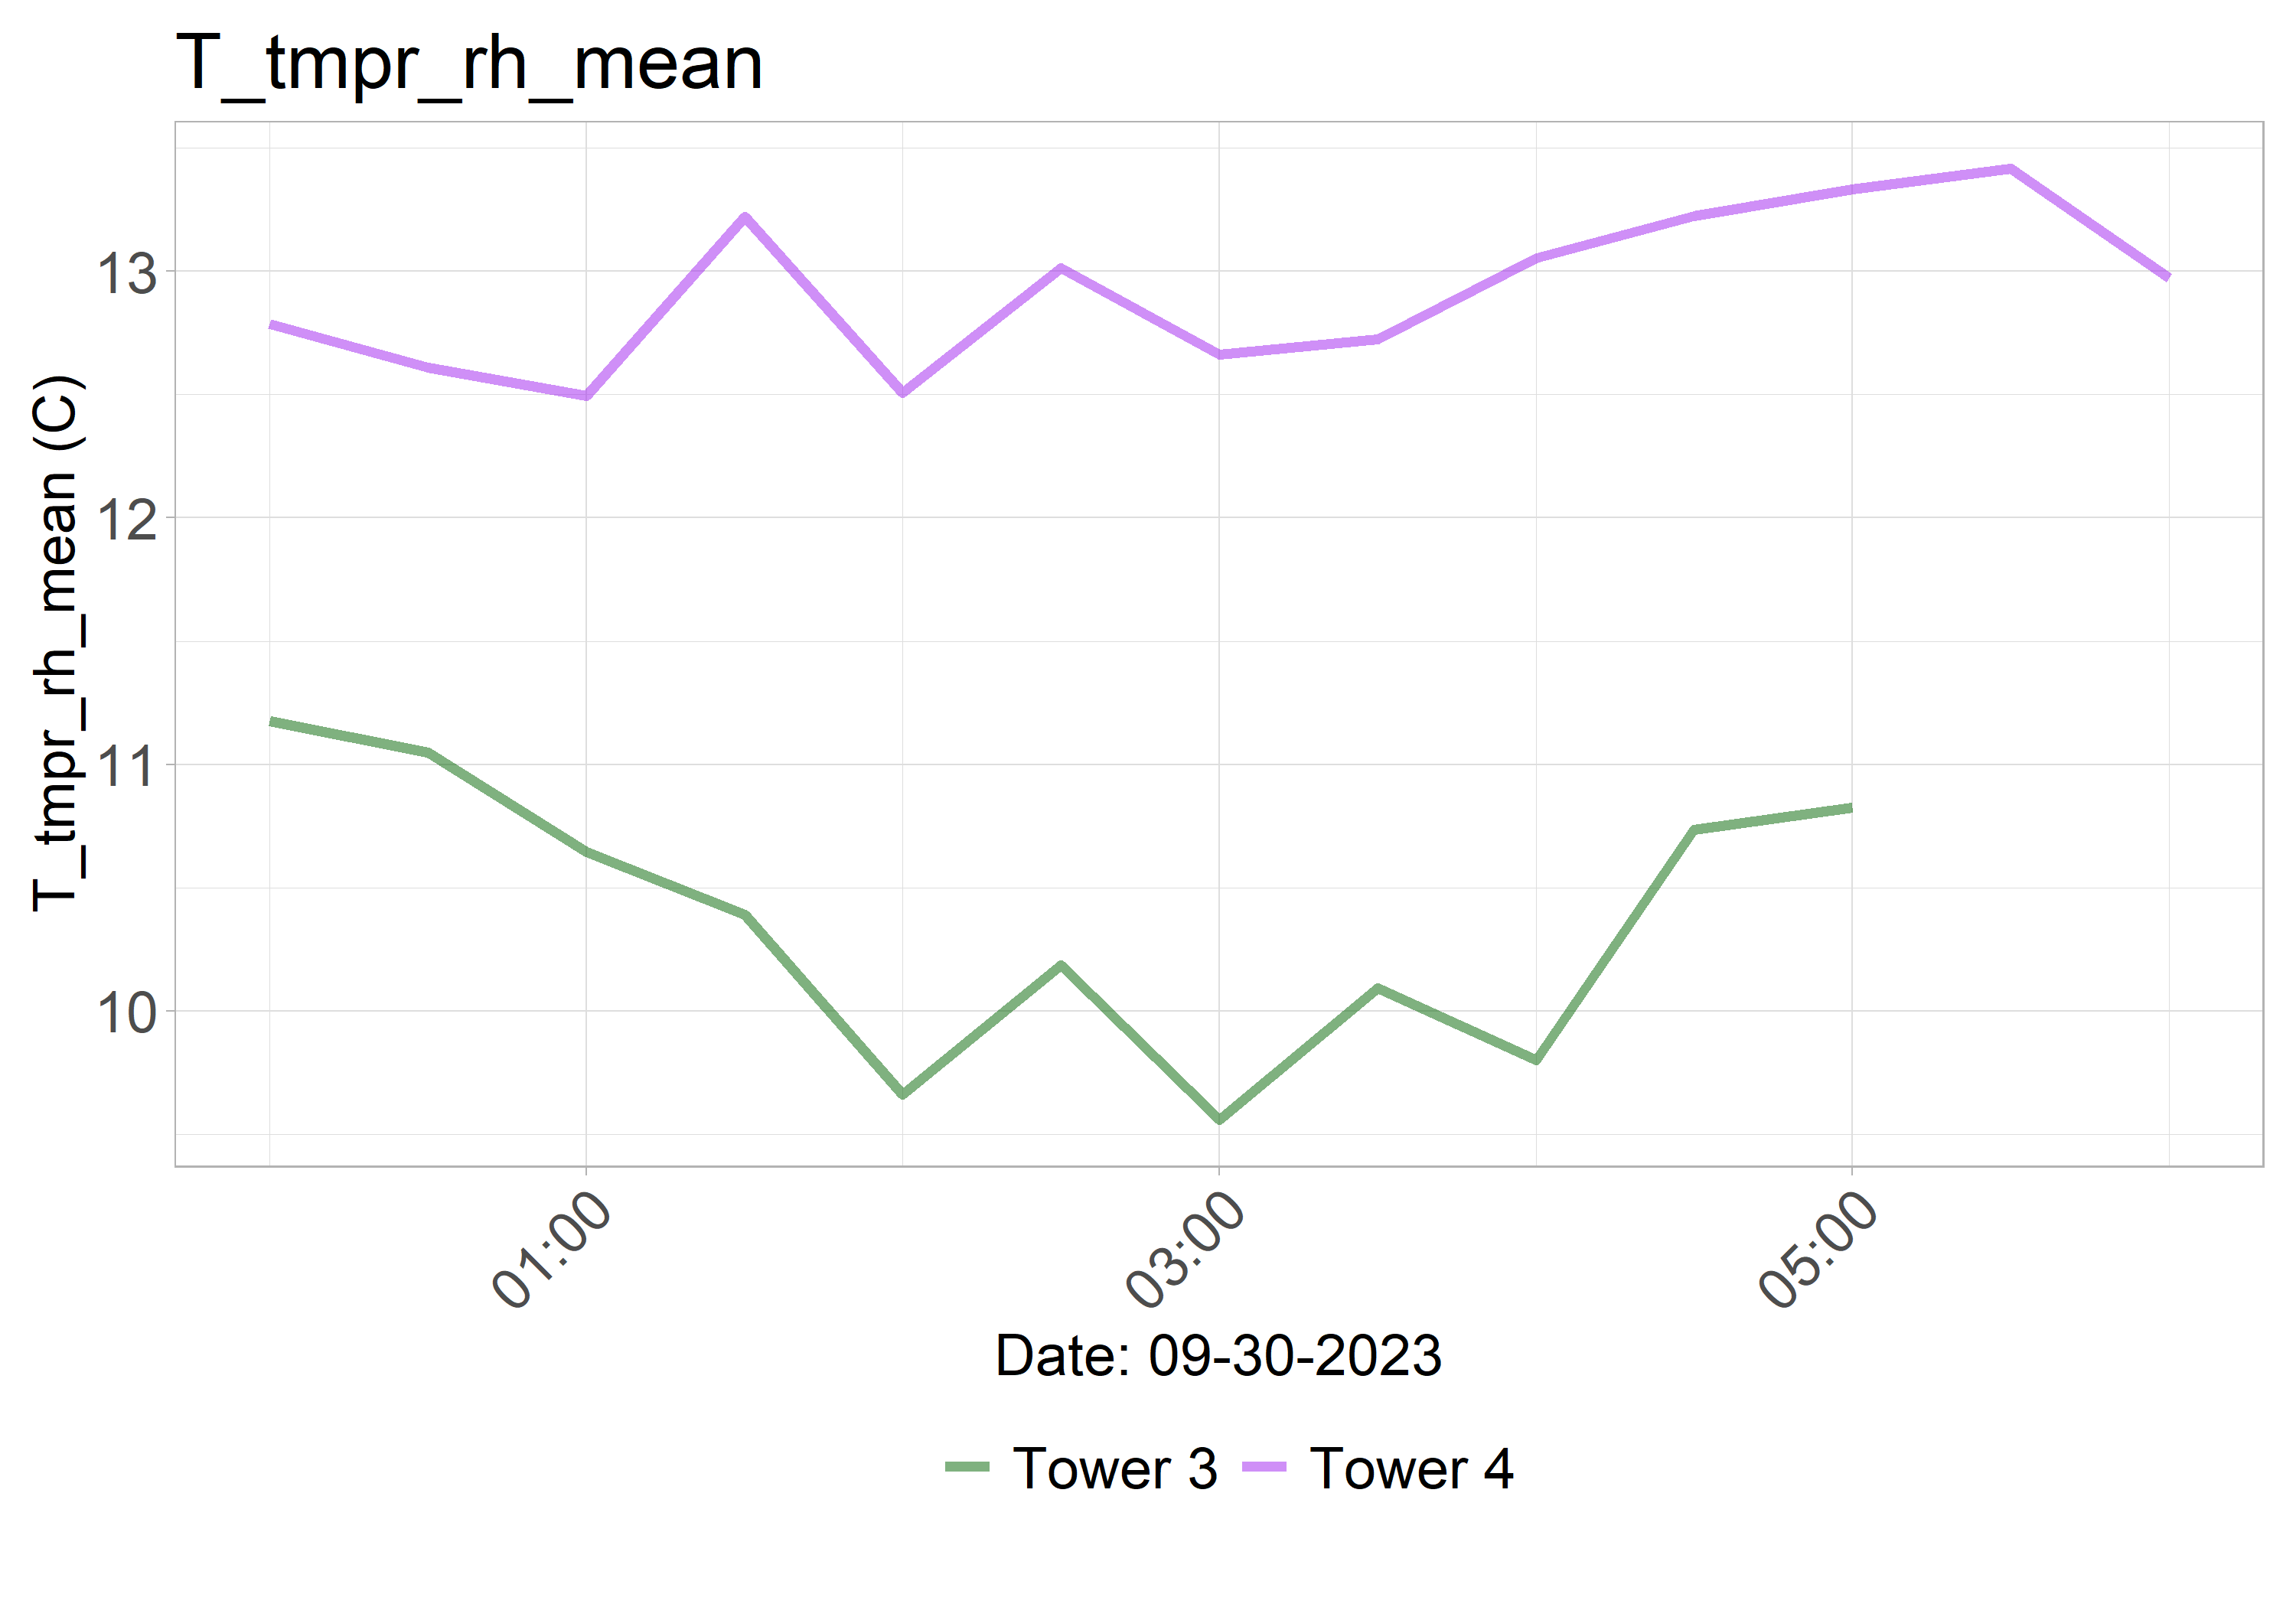 T_tmpr_rh_mean
T_tmpr_rh_mean (C)
13
12
11
10
01:00
03:00
05:00
Date: 09-30-2023
Tower 3
Tower 4